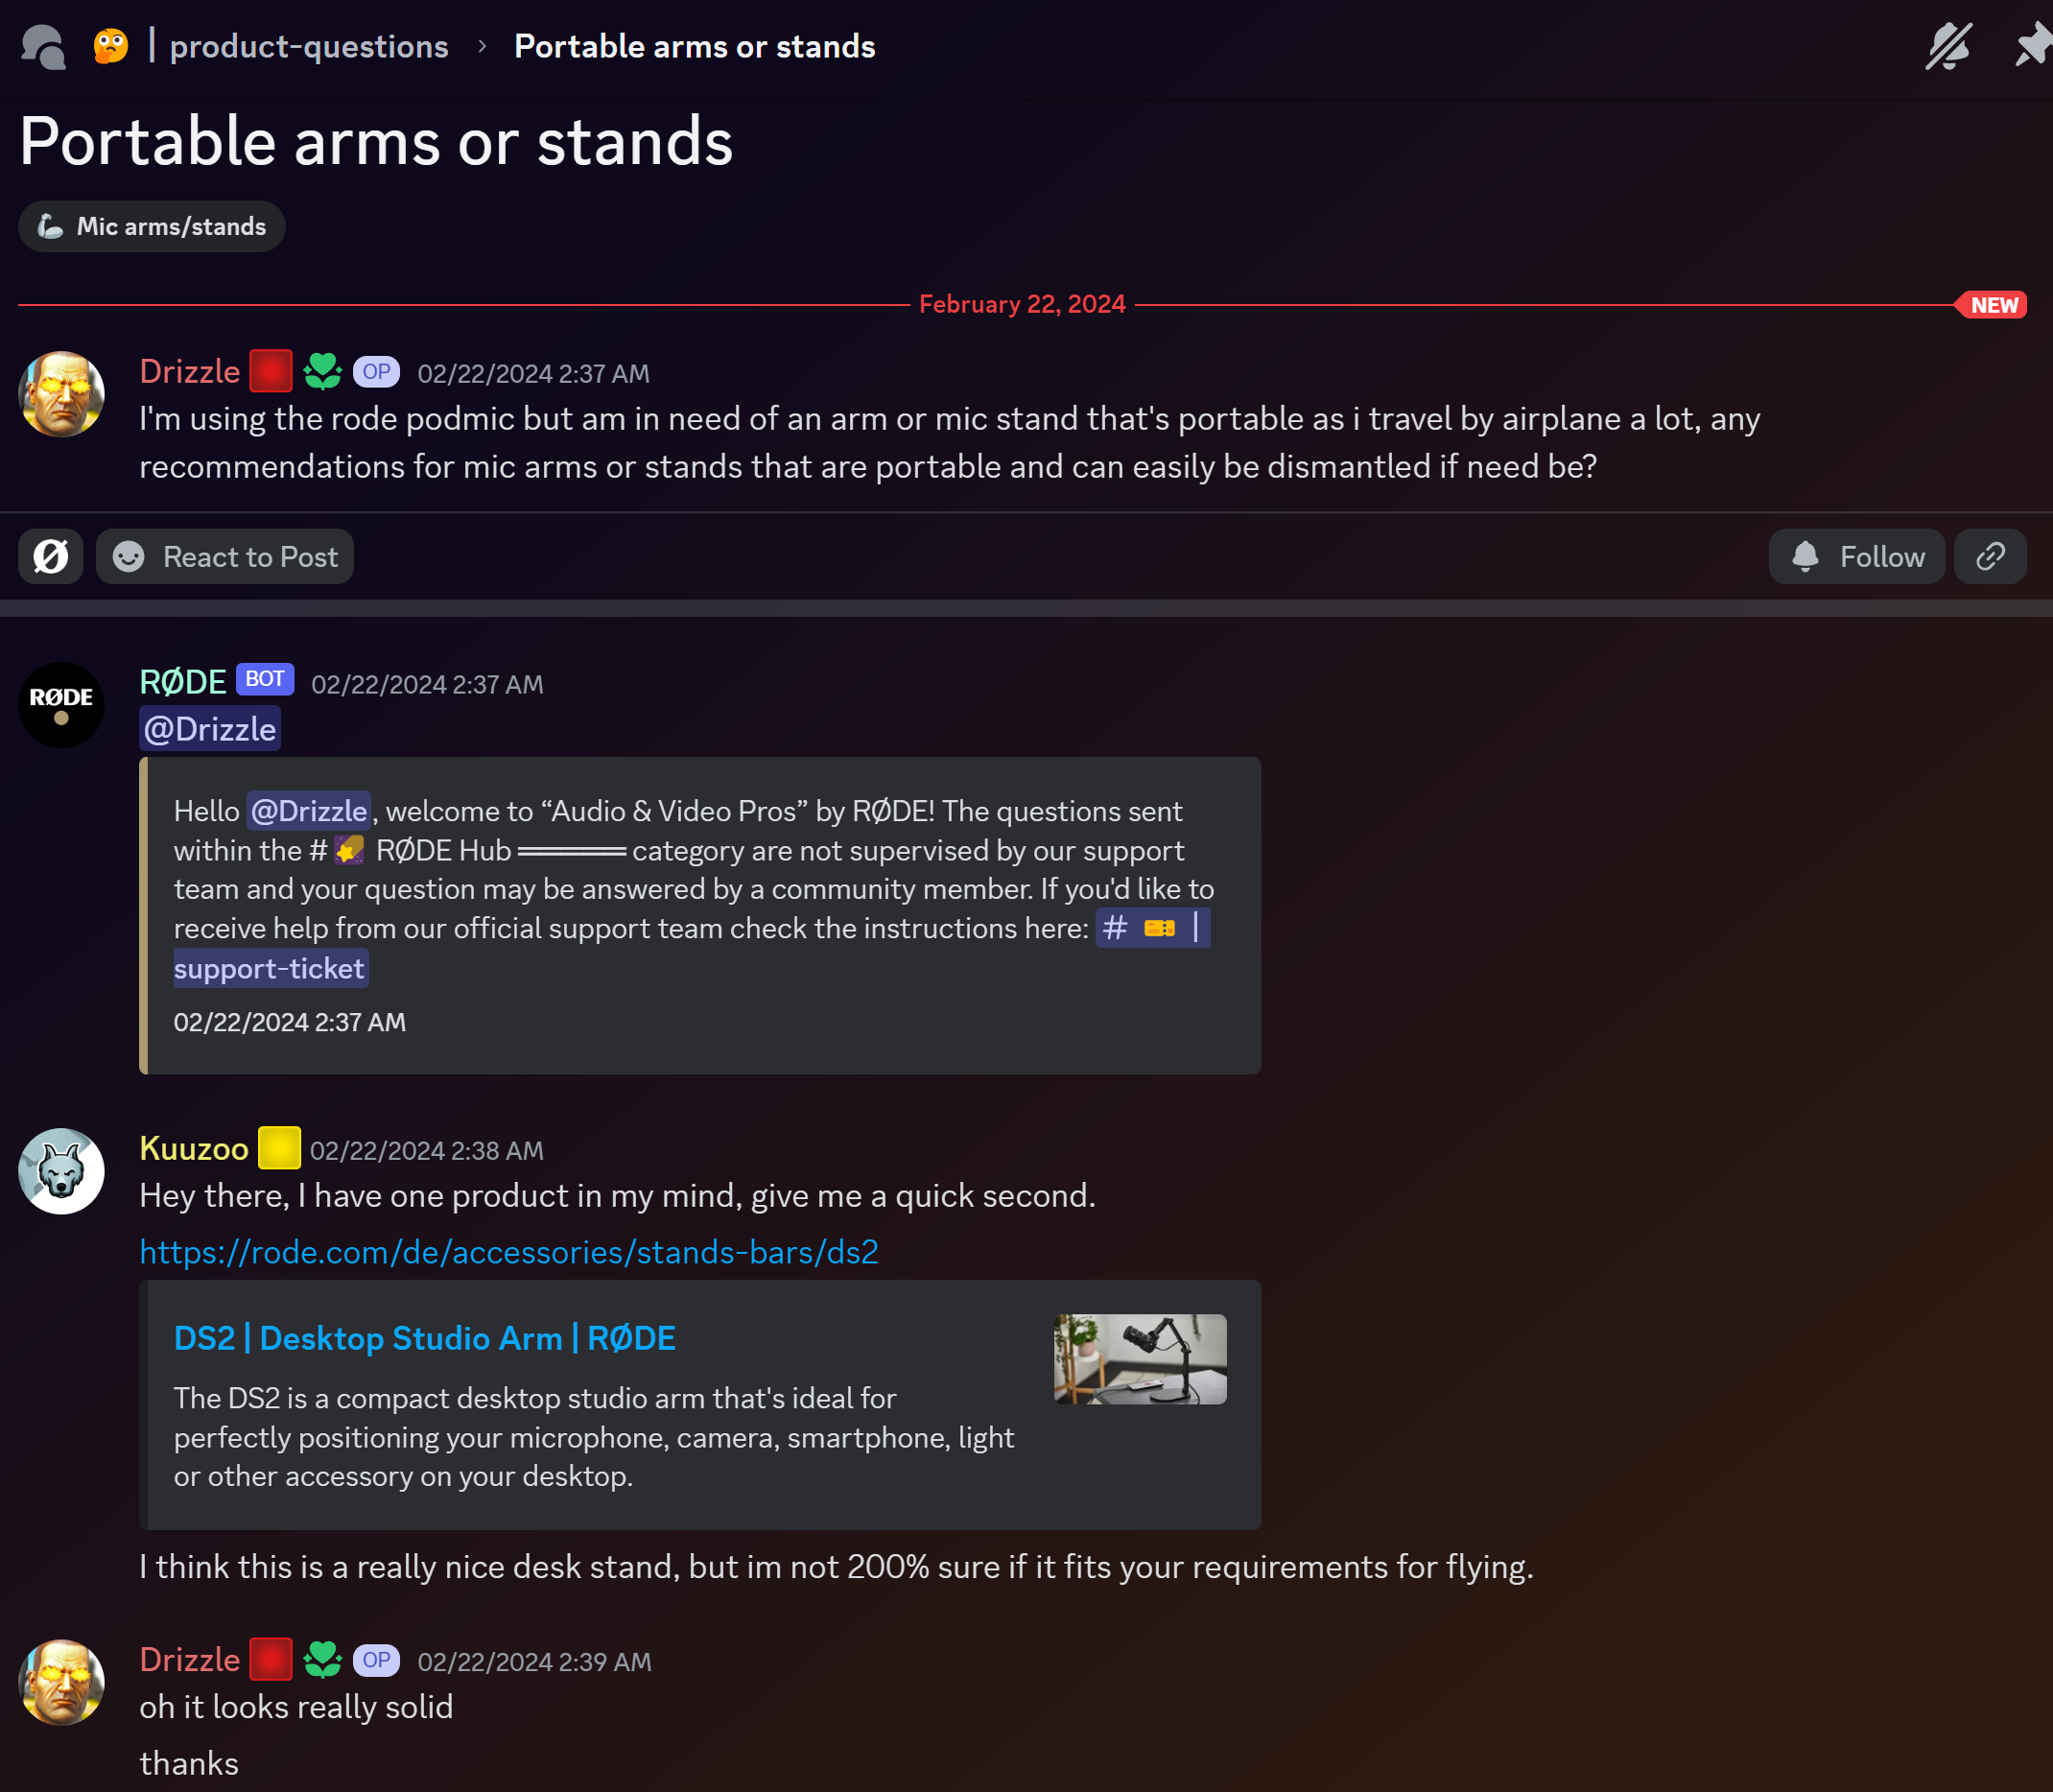 | product-questions › Portable arms or stands
Portable arms or stands
Mic arms/stands
February 22, 2024 NEW
Drizzle OP 02/22/2024 2:37 AM
I'm using the rode podmic but am in need of an arm or mic stand that's portable as i travel by airplane a lot, any
recommendations for mic arms or stands that are portable and can easily be dismantled if need be?
Ø React to Post Follow
RØDE
RØDE BOT 02/22/2024 2:37 AM
@Drizzle
Hello @Drizzle, welcome to “Audio & Video Pros” by RØDE! The questions sent
within the # RØDE Hub ═════ category are not supervised by our support
team and your question may be answered by a community member. If you'd like to
receive help from our official support team check the instructions here: # 🎫 |
support-ticket
02/22/2024 2:37 AM
Kuuzoo 02/22/2024 2:38 AM
Hey there, I have one product in my mind, give me a quick second.
https://rode.com/de/accessories/stands-bars/ds2
DS2 | Desktop Studio Arm | RØDE
The DS2 is a compact desktop studio arm that's ideal for
perfectly positioning your microphone, camera, smartphone, light
or other accessory on your desktop.
I think this is a really nice desk stand, but im not 200% sure if it fits your requirements for flying.
Drizzle OP 02/22/2024 2:39 AM
oh it looks really solid
thanks